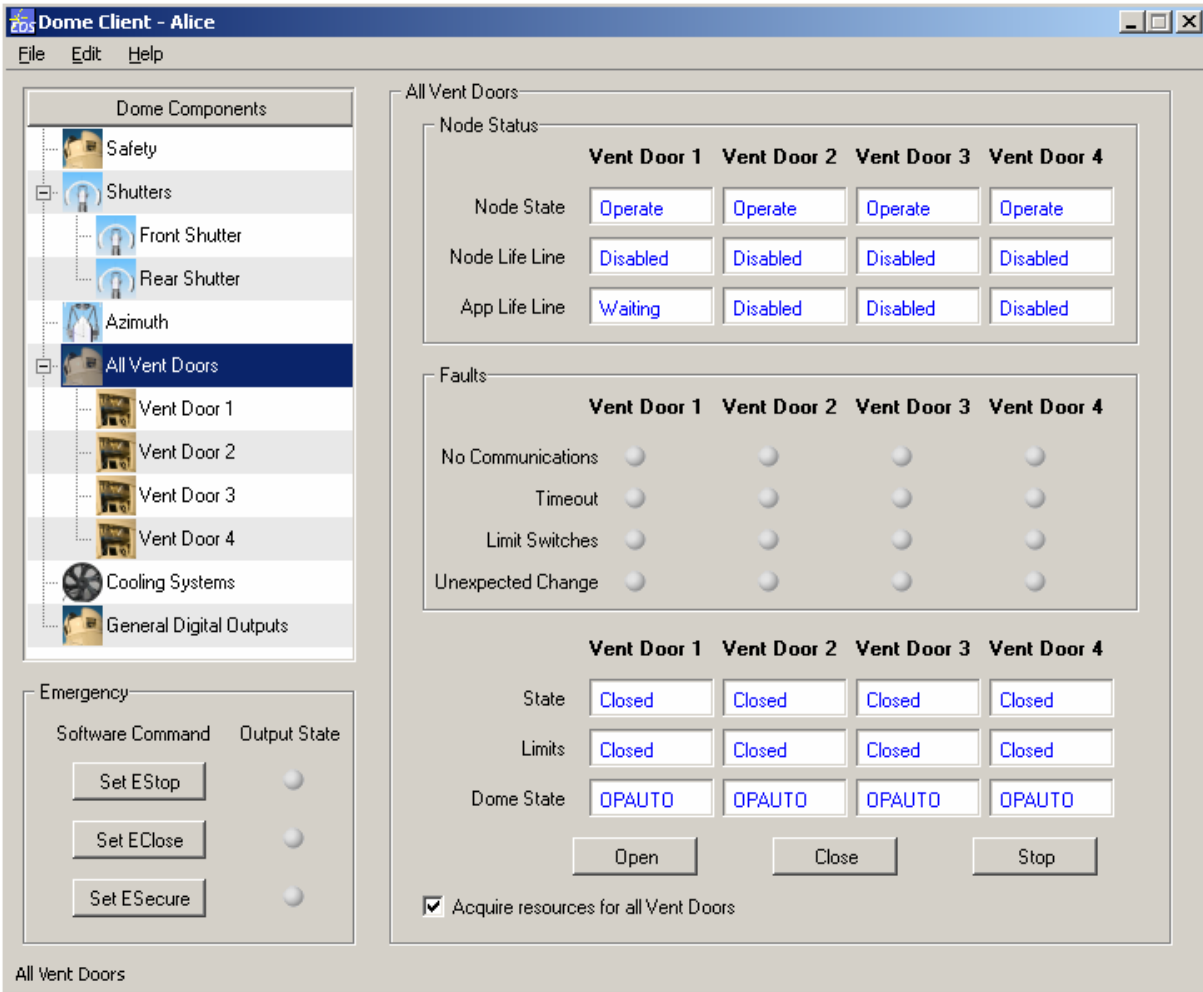 EOS Dome Client - Alice
File Edit Help
Dome Components
Safety
Shutters
Front Shutter
Rear Shutter
Azimuth
All Vent Doors
Vent Door 1
Vent Door 2
Vent Door 3
Vent Door 4
Cooling Systems
General Digital Outputs
Emergency
Software Command Output State
Set EStop
Set EClose
Set ESecure
All Vent Doors
Node Status
Vent Door 1 Vent Door 2 Vent Door 3 Vent Door 4
Node State Operate Operate Operate Operate
Node Life Line Disabled Disabled Disabled Disabled
App Life Line Waiting Disabled Disabled Disabled
Faults
Vent Door 1 Vent Door 2 Vent Door 3 Vent Door 4
No Communications
Timeout
Limit Switches
Unexpected Change
Vent Door 1 Vent Door 2 Vent Door 3 Vent Door 4
State Closed Closed Closed Closed
Limits Closed Closed Closed Closed
Dome State OPAUTO OPAUTO OPAUTO OPAUTO
Open Close Stop
Acquire resources for all Vent Doors
All Vent Doors